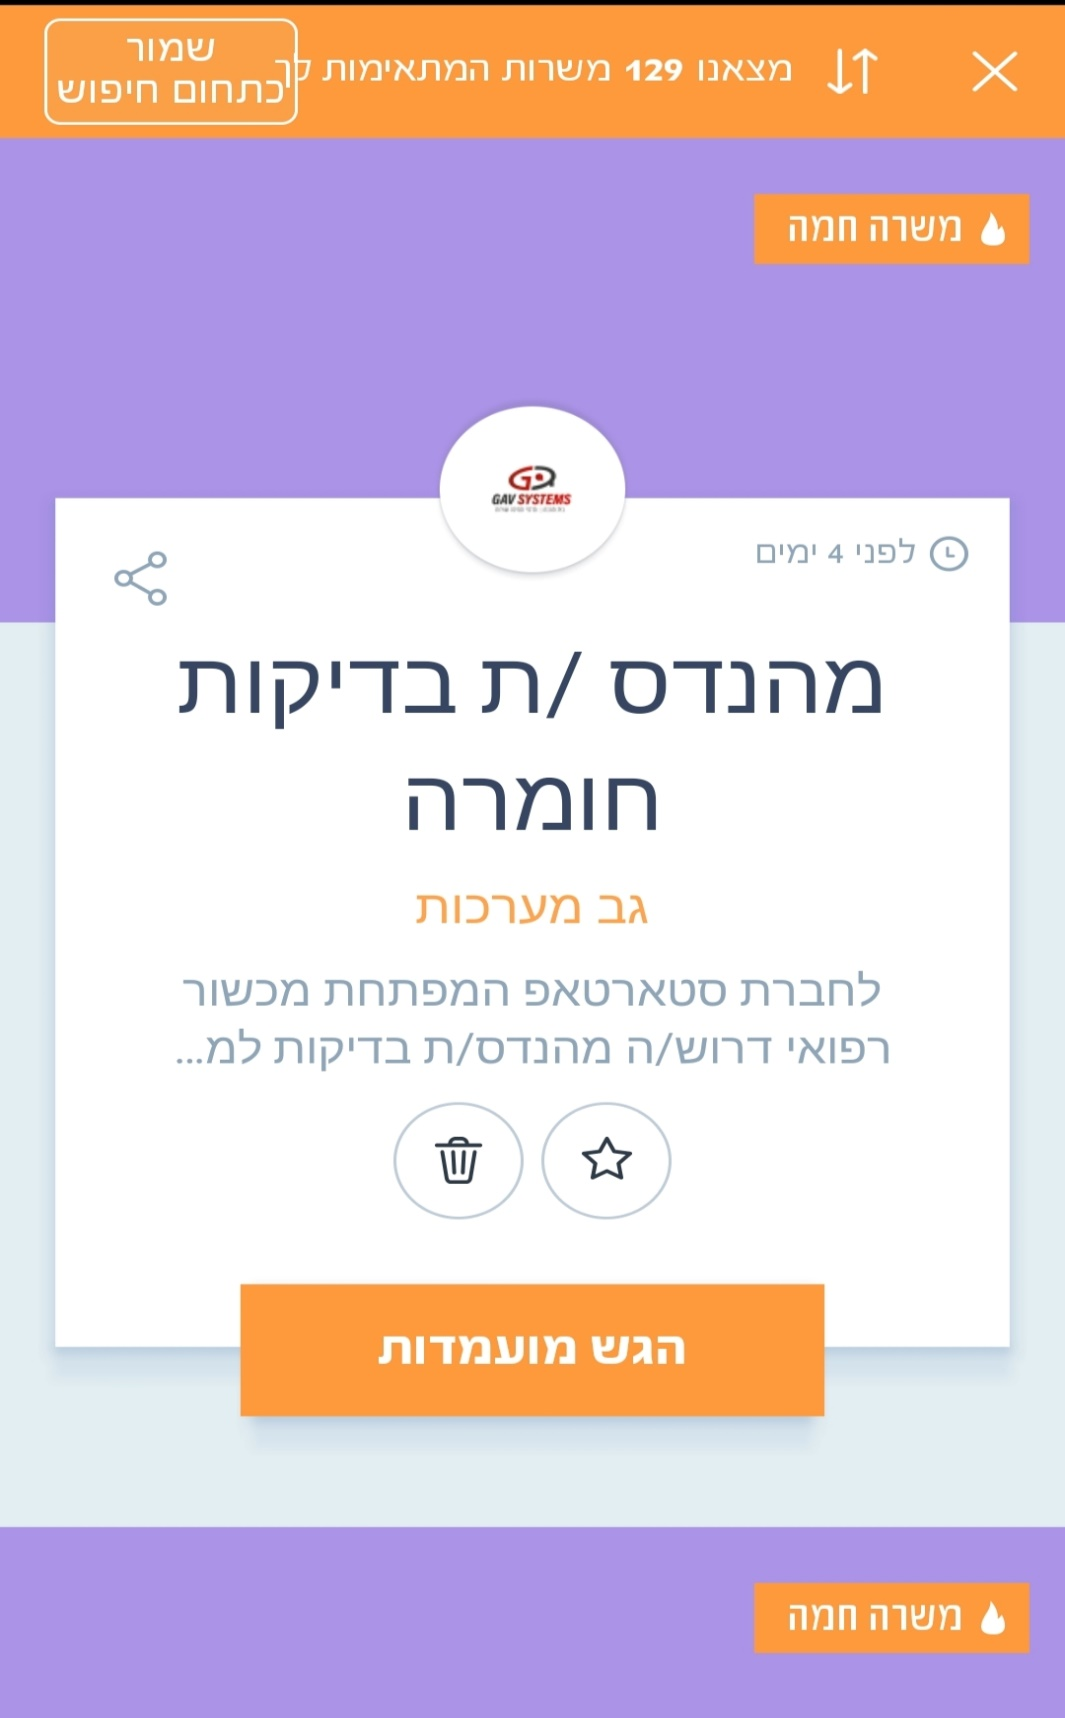 מצאנו 129 משרות המתאימות לך
שמור
כתחום חיפוש
משרה חמה
GAV SYSTEMS
לפני 4 ימים
מהנדס /ת בדיקות
חומרה
גב מערכות
לחברת סטארטאפ המפתחת מכשור
רפואי דרוש/ה מהנדס/ת בדיקות למ...
הגש מועמדות
משרה חמה